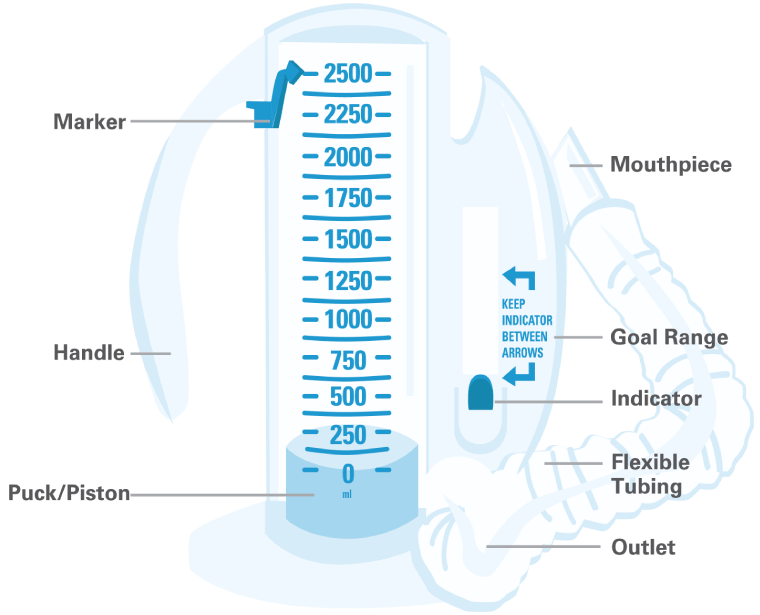 2500
Marker
2250
2000
Mouthpiece
1750
1500
1250
KEEP
INDICATOR
BETWEEN
ARROWS
1000
Goal Range
Handle
750
500
Indicator
250
Flexible
Tubing
0
ml
Puck/Piston
Outlet